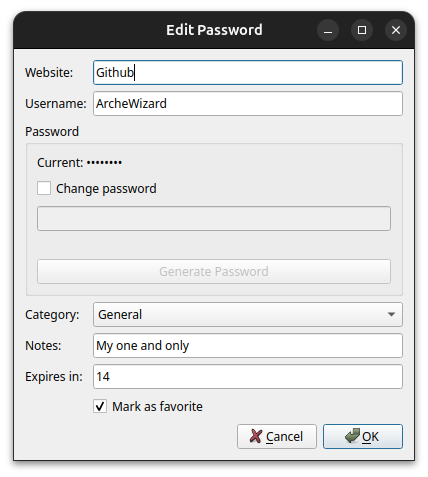 Edit Password
Website: Github
Username: ArcheWizard
Password
Current: ••••••••
Change password
Generate Password
Category: General
Notes: My one and only
Expires in: 14
Mark as favorite
Cancel OK